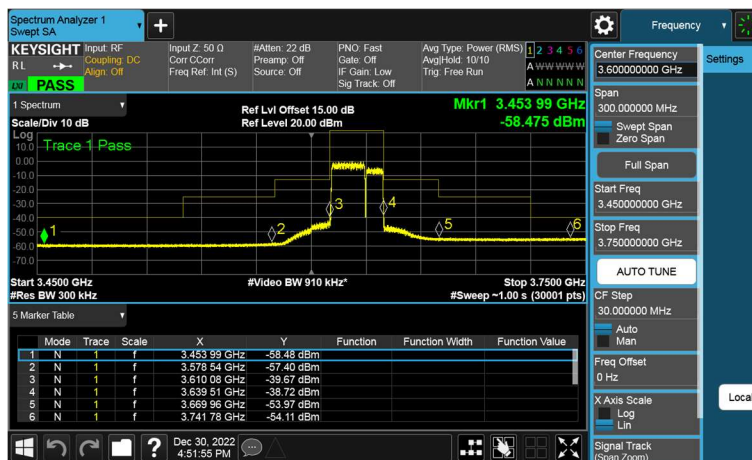 Spectrum Analyzer 1
Swept SA
Frequency
KEYSIGHT Input: RF
Coupling: DC
Align: Off
Input Z: 50 Ω
Corr CCorr
Freq Ref: Int (S)
#Atten: 22 dB
Preamp: Off
Source: Off
PNO: Fast
Gate: Off
IF Gain: Low
Sig Track: Off
Avg Type: Power (RMS)
Avg|Hold: 10/10
Trig: Free Run
1 2 3 4 5 6
A W W W W W
A N N N N N
R L
LXI PASS
1 Spectrum
Scale/Div 10 dB
Ref Lvl Offset 15.00 dB
Ref Level 20.00 dBm
Mkr1 3.453 99 GHz
-58.475 dBm
Log
Trace 1 Pass
10.0
0.00
-10.0
-20.0
-30.0
-40.0
-50.0
-60.0
-70.0
1
2
3
4
5
6
Start 3.4500 GHz
#Res BW 300 kHz
#Video BW 910 kHz*
Stop 3.7500 GHz
#Sweep ~1.00 s (30001 pts)
5 Marker Table
Mode Trace Scale X Y Function Function Width Function Value
1 N 1 f 3.453 99 GHz -58.48 dBm
2 N 1 f 3.578 54 GHz -57.40 dBm
3 N 1 f 3.610 08 GHz -39.67 dBm
4 N 1 f 3.639 51 GHz -38.72 dBm
5 N 1 f 3.669 96 GHz -53.97 dBm
6 N 1 f 3.741 78 GHz -54.11 dBm
?
Dec 30, 2022
4:51:55 PM
Center Frequency
3.600000000 GHz
Settings
Span
300.000000 MHz
Swept Span
Zero Span
Full Span
Start Freq
3.450000000 GHz
Stop Freq
3.750000000 GHz
AUTO TUNE
CF Step
30.000000 MHz
Auto
Man
Freq Offset
0 Hz
X Axis Scale
Log
Lin
Local
Signal Track
(Span Zoom)